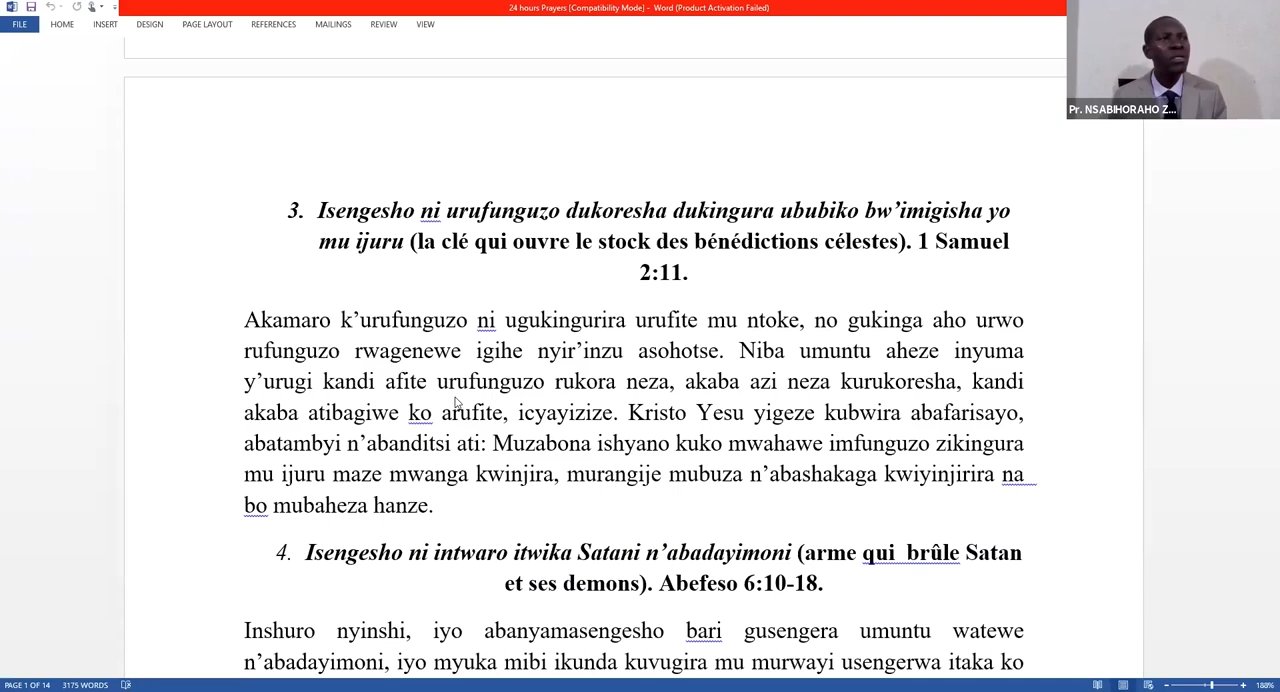 24 hours Prayers [Compatibility Mode] - Word (Product Activation Failed)
FILE HOME INSERT DESIGN PAGE LAYOUT REFERENCES MAILINGS REVIEW VIEW
Pr. NSABIHORAHO Z...
3. Isengesho ni urufunguzo dukoresha dukingura ububiko bw’imigisha yo
mu ijuru (la clé qui ouvre le stock des bénédictions célestes). 1 Samuel
2:11.
Akamaro k’urufunguzo ni ugukingurira urufite mu ntoke, no gukinga aho urwo
rufunguzo rwagenewe igihe nyir’inzu asohotse. Niba umuntu aheze inyuma
y’urugi kandi afite urufunguzo rukora neza, akaba azi neza kurukoresha, kandi
akaba atibagiwe ko arufite, icyayizize. Kristo Yesu yigeze kubwira abafarisayo,
abatambyi n’abanditsi ati: Muzabona ishyano kuko mwahawe imfunguzo zikingura
mu ijuru maze mwanga kwinjira, murangije mubuza n’abashakaga kwiyinjirira na
bo mubaheza hanze.
4. Isengesho ni intwaro itwika Satani n’abadayimoni (arme qui brûle Satan
et ses demons). Abefeso 6:10-18.
Inshuro nyinshi, iyo abanyamasengesho bari gusengera umuntu watewe
n’abadayimoni, iyo myuka mibi ikunda kuvugira mu murwayi usengerwa itaka ko
PAGE 1 OF 14 3175 WORDS 188%